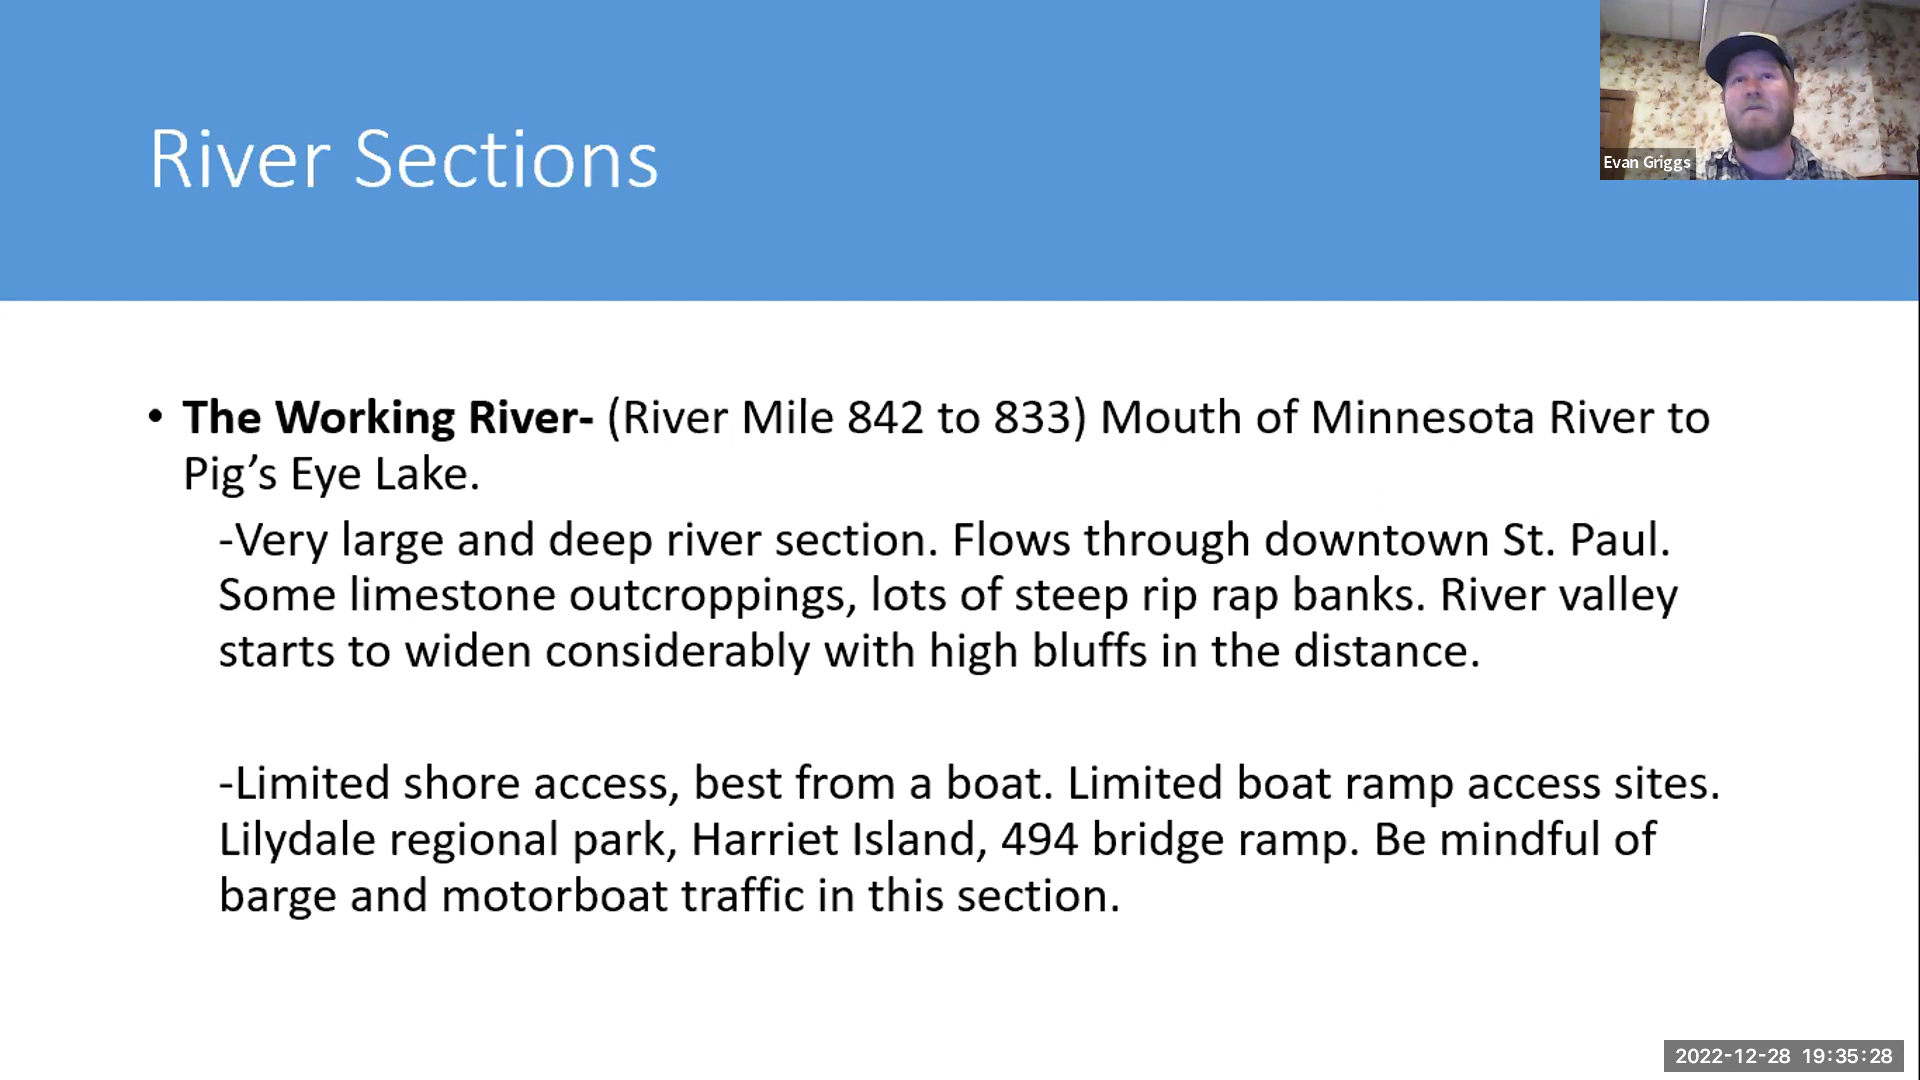 River Sections
Evan Griggs
• The Working River- (River Mile 842 to 833) Mouth of Minnesota River to
Pig’s Eye Lake.
-Very large and deep river section. Flows through downtown St. Paul.
Some limestone outcroppings, lots of steep rip rap banks. River valley
starts to widen considerably with high bluffs in the distance.
-Limited shore access, best from a boat. Limited boat ramp access sites.
Lilydale regional park, Harriet Island, 494 bridge ramp. Be mindful of
barge and motorboat traffic in this section.
2022-12-28 19:35:28